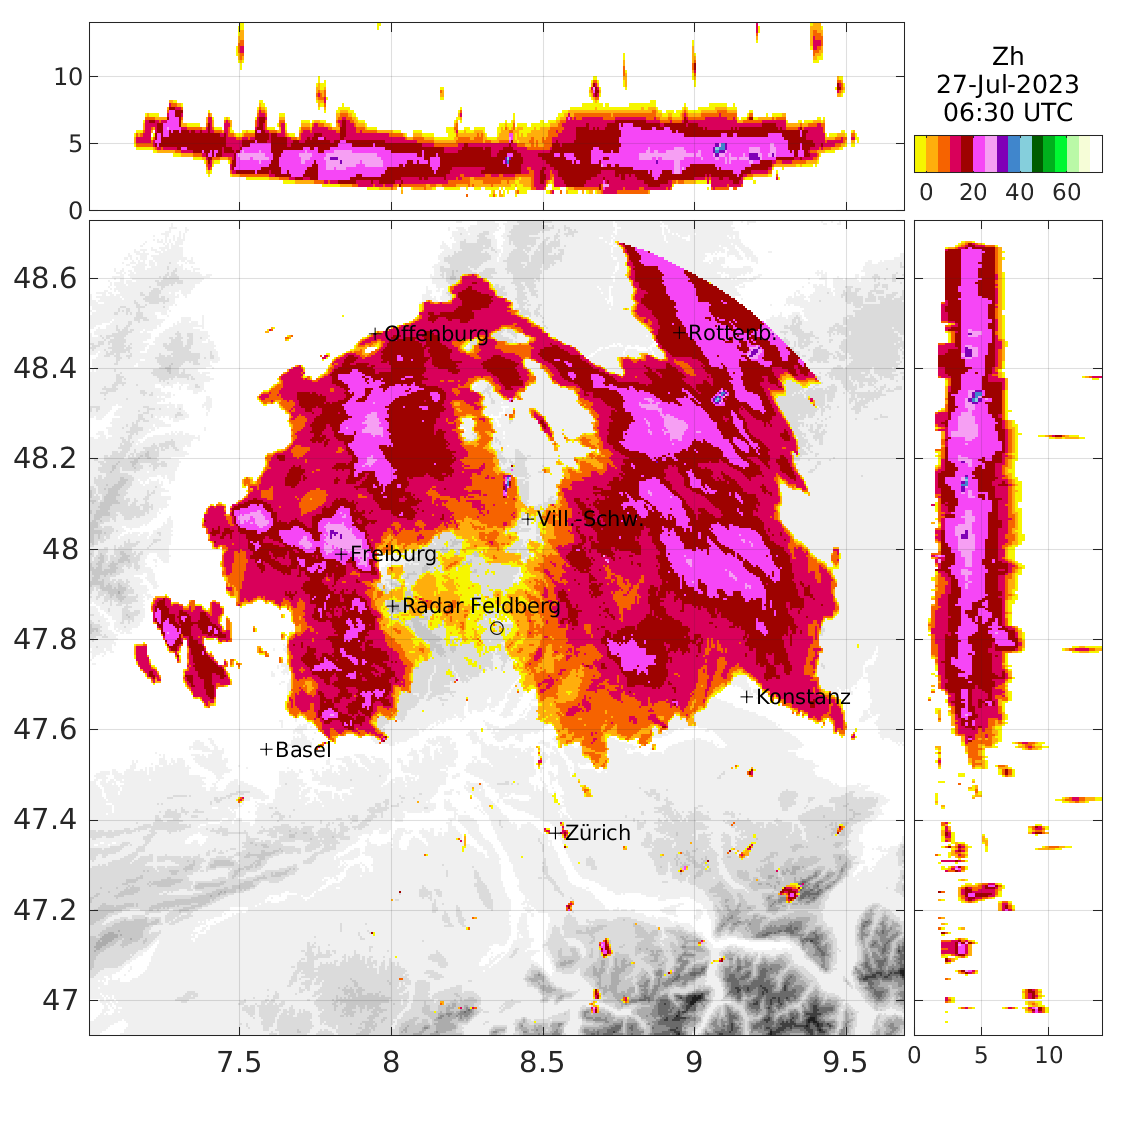 10
5
0
Zh
27-Jul-2023
06:30 UTC
0 20 40 60
48.6
48.4
48.2
48
47.8
47.6
47.4
47.2
47
+Offenburg
+Rottenb.
+Vill.-Schw.
+Freiburg
+Radar Feldberg
+Konstanz
+Basel
+Zürich
7.5 8 8.5 9 9.5
0 5 10